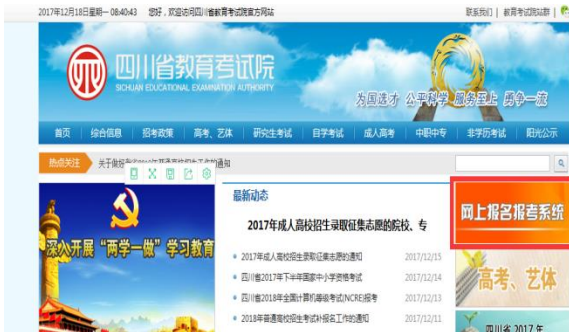 2017年12月18日星期一 08:40:43 您好，欢迎访问四川省教育考试院官方网站
联系我们 | 教育考试院站群 |
四川省教育考试院
SICHUAN EDUCATIONAL EXAMINATION AUTHORITY
为国选才 公平科学 服务至上 勇争一流
首页 综合信息 招考政策 高考、艺体 研究生考试 自学考试 成人高考 中职中专 非学历考试 阳光公示
热点关注
最新动态
2017年成人高校招生录取征集志愿的院校、专
2017年成人高校招生录取征集志愿的通知 2017/12/15
四川省2017年下半年国家中小学资格考试 2017/12/14
四川省2018年全国计算机等级考试(NCRE)报考 2017/12/13
2018年普通高校招生考试补报名工作的通知 2017/12/11
深入开展“两学一做”学习教育
网上报名报考系统
高考、艺体
四川省 2017 年